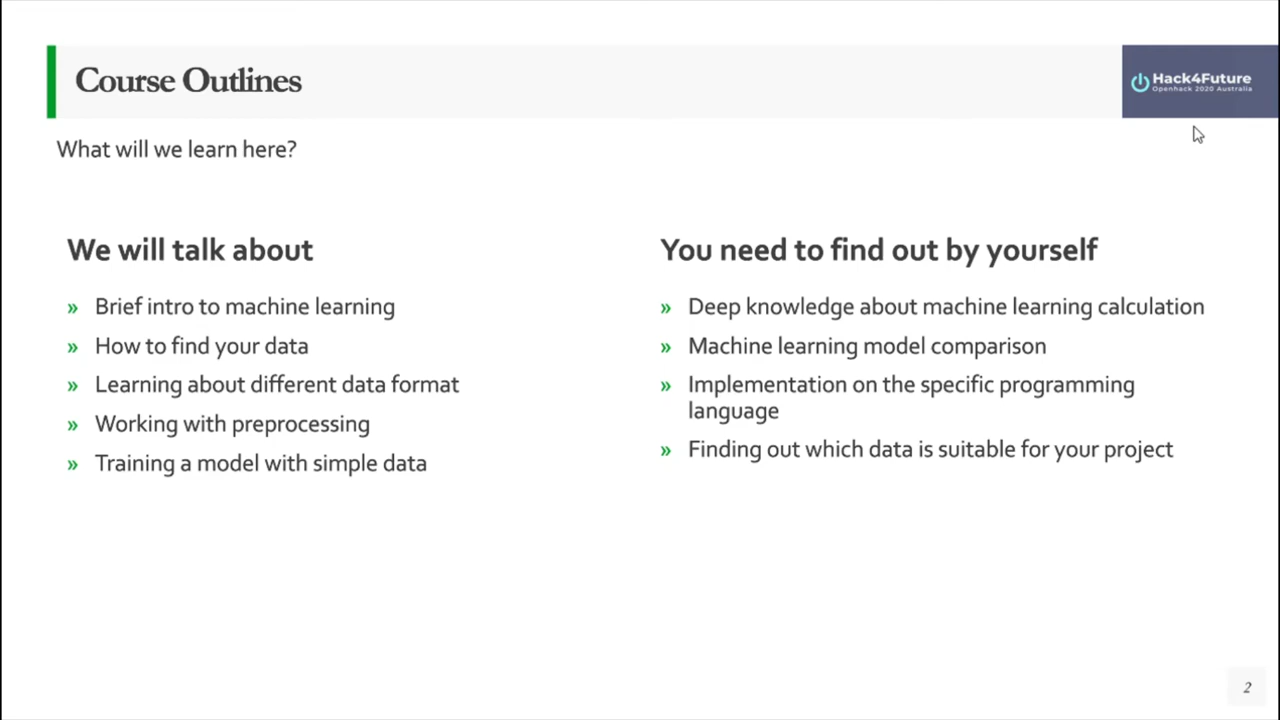 Course Outlines
Hack4Future
Openhack 2020 Australia
What will we learn here?
We will talk about
» Brief intro to machine learning
» How to find your data
» Learning about different data format
» Working with preprocessing
» Training a model with simple data
You need to find out by yourself
» Deep knowledge about machine learning calculation
» Machine learning model comparison
» Implementation on the specific programming
language
» Finding out which data is suitable for your project
2